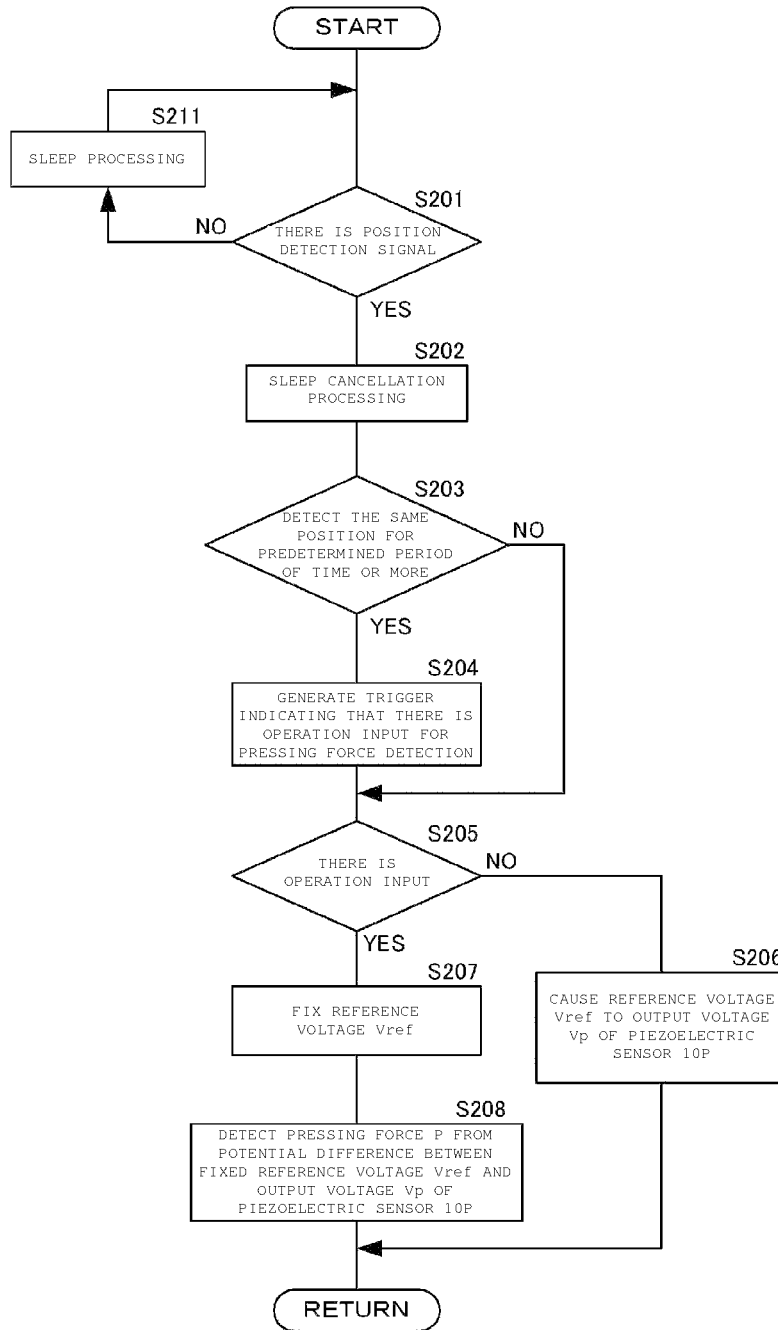 START
S211
SLEEP PROCESSING
S201
NO
THERE IS POSITION
DETECTION SIGNAL
YES
S202
SLEEP CANCELLATION
PROCESSING
S203
DETECT THE SAME
POSITION FOR
PREDETERMINED PERIOD
OF TIME OR MORE
NO
YES
S204
GENERATE TRIGGER
INDICATING THAT THERE IS
OPERATION INPUT FOR
PRESSING FORCE DETECTION
S205
THERE IS
OPERATION INPUT
NO
YES
S206
CAUSE REFERENCE VOLTAGE
Vref TO OUTPUT VOLTAGE
Vp OF PIEZOELECTRIC
SENSOR 10P
S207
FIX REFERENCE
VOLTAGE Vref
S208
DETECT PRESSING FORCE P FROM
POTENTIAL DIFFERENCE BETWEEN
FIXED REFERENCE VOLTAGE Vref AND
OUTPUT VOLTAGE Vp OF
PIEZOELECTRIC SENSOR 10P
RETURN